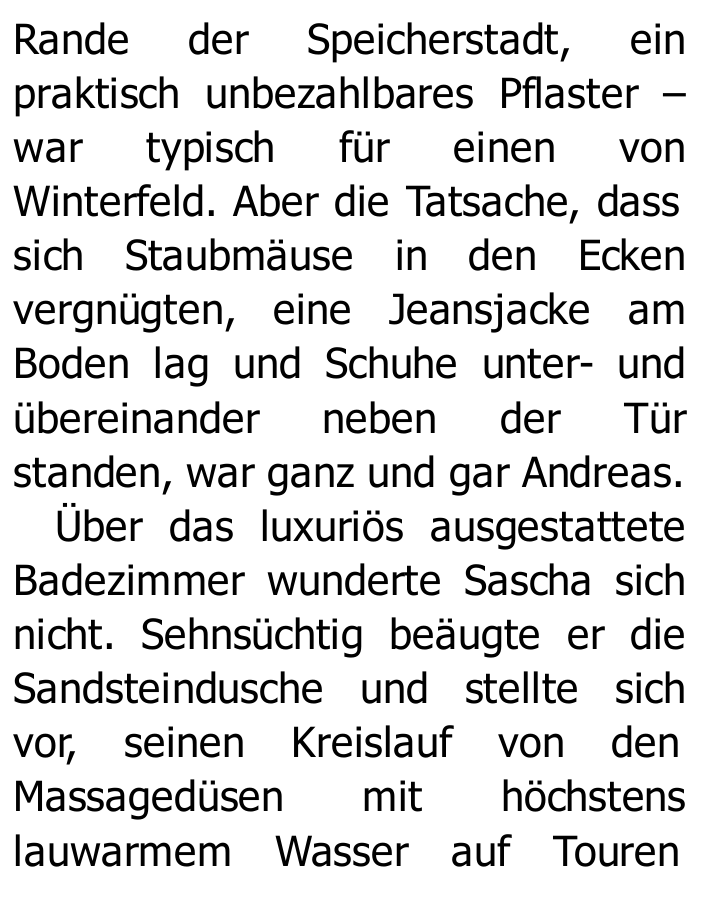 Rande der Speicherstadt, ein
praktisch unbezahlbares Pflaster –
war typisch für einen von
Winterfeld. Aber die Tatsache, dass
sich Staubmäuse in den Ecken
vergnügten, eine Jeansjacke am
Boden lag und Schuhe unter- und
übereinander neben der Tür
standen, war ganz und gar Andreas.
Über das luxuriös ausgestattete
Badezimmer wunderte Sascha sich
nicht. Sehnsüchtig beäugte er die
Sandsteindusche und stellte sich
vor, seinen Kreislauf von den
Massagedüsen mit höchstens
lauwarmem Wasser auf Touren